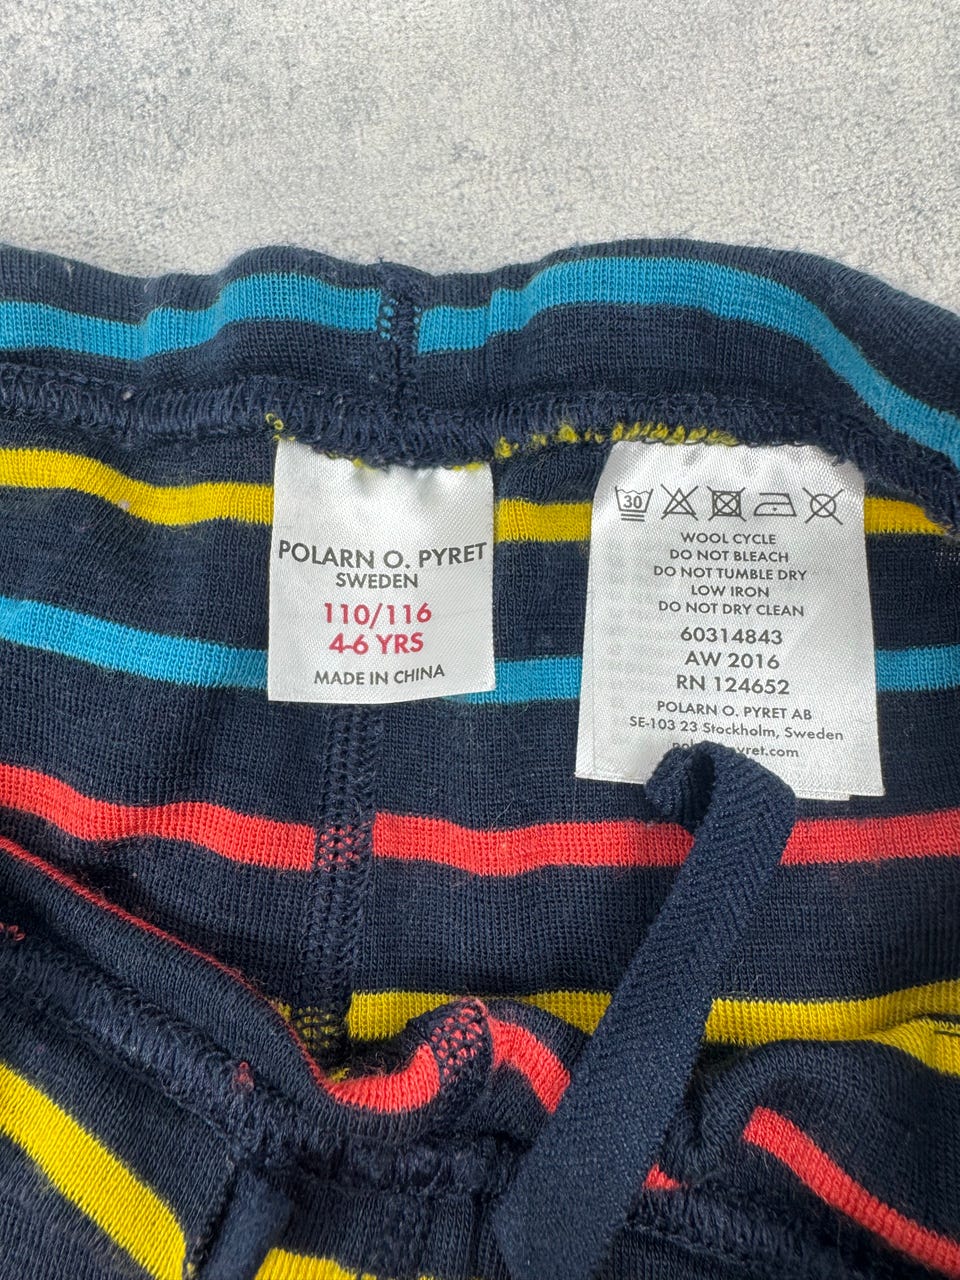 POLARN O. PYRET
SWEDEN
110/116
4-6 YRS
MADE IN CHINA
30
WOOL CYCLE
DO NOT BLEACH
DO NOT TUMBLE DRY
LOW IRON
DO NOT DRY CLEAN
60314843
AW 2016
RN 124652
POLARN O. PYRET AB
SE-103 23 Stockholm, Sweden